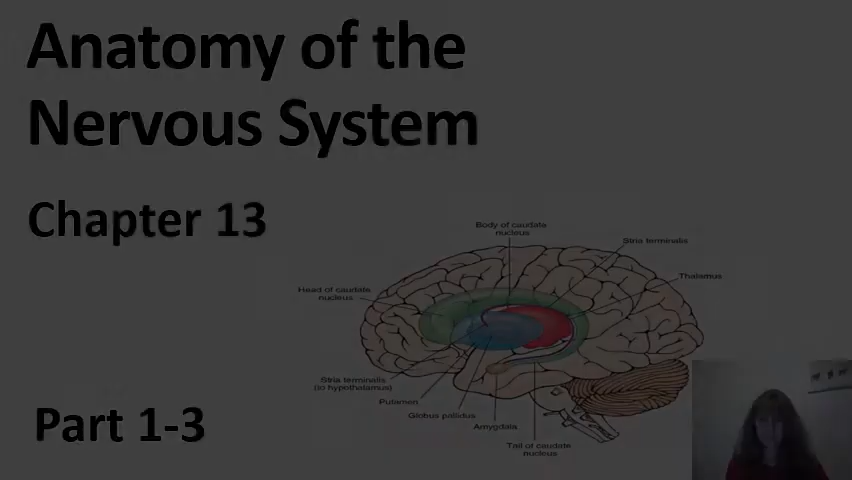 Anatomy of the
Nervous System
Chapter 13
Body of caudate
nucleus
Stria terminalis
Thalamus
Head of caudate
nucleus
Stria terminalis
(to hypothalamus)
Putamen
Globus pallidus
Amygdala
Tail of caudate
nucleus
Part 1-3